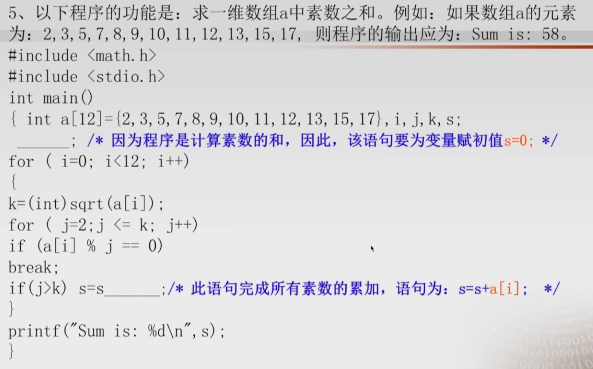 5、以下程序的功能是：求一维数组a中素数之和。例如：如果数组a的元素
为：2,3,5,7,8,9,10,11,12,13,15,17, 则程序的输出应为：Sum is: 58。
#include <math.h>
#include <stdio.h>
int main()
{ int a[12]={2,3,5,7,8,9,10,11,12,13,15,17},i,j,k,s;
______; /* 因为程序是计算素数的和，因此，该语句要为变量赋初值s=0; */
for ( i=0; i<12; i++)
{
k=(int)sqrt(a[i]);
for ( j=2;j <= k; j++)
if (a[i] % j == 0)
break;
if(j>k) s=s______;/* 此语句完成所有素数的累加，语句为：s=s+a[i]; */
}
printf("Sum is: %d\n",s);
}